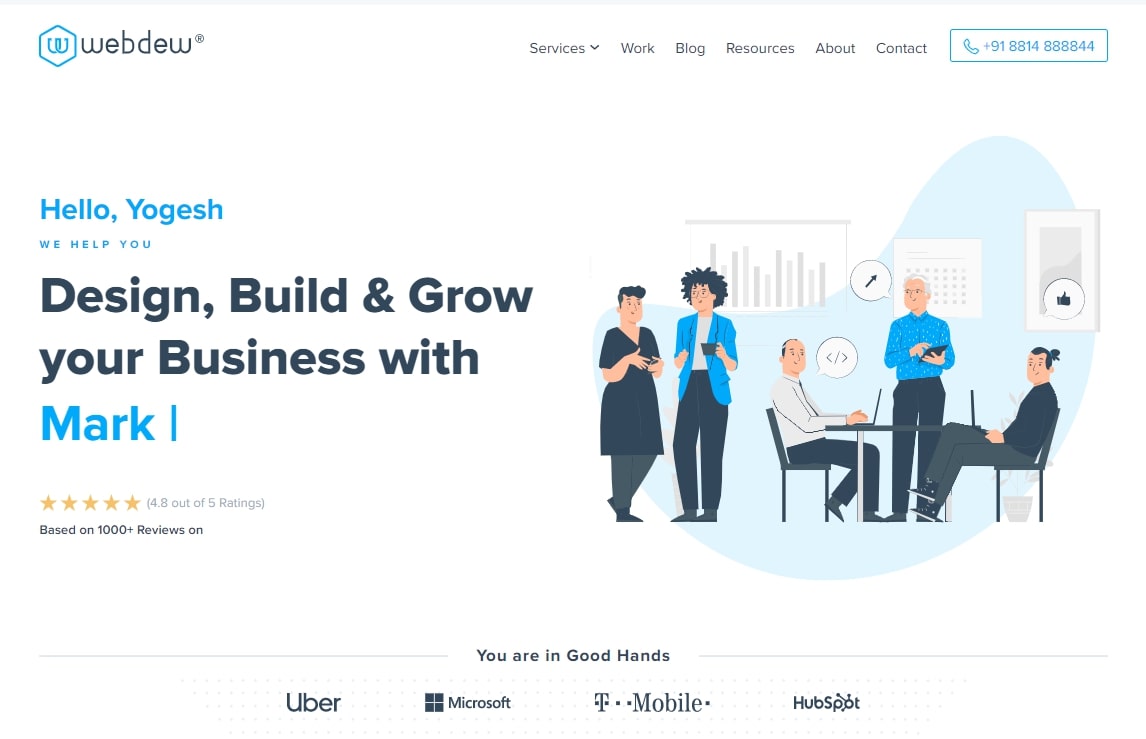 webdew®
Services Work Blog Resources About Contact +91 8814 888844
Hello, Yogesh
WE HELP YOU
Design, Build & Grow
your Business with
Mark |
</>
(4.8 out of 5 Ratings)
Based on 1000+ Reviews on
You are in Good Hands
Uber Microsoft T··Mobile· HubSpot